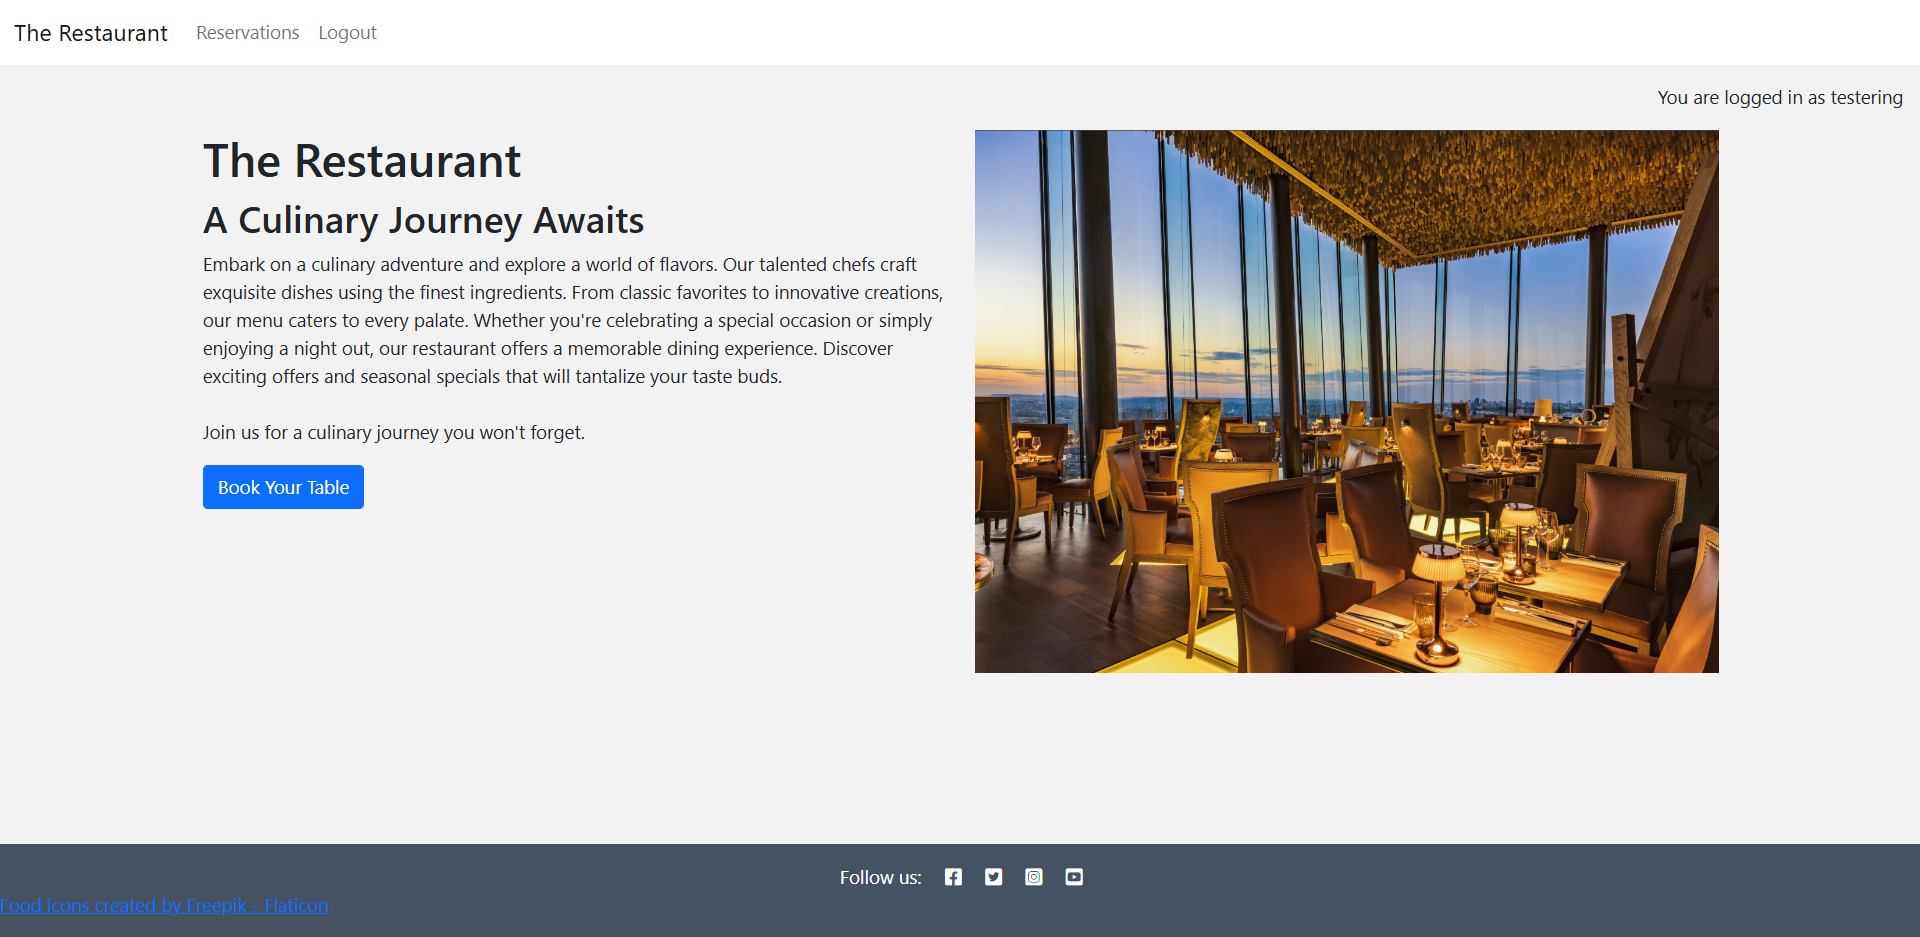 The Restaurant Reservations Logout
You are logged in as testering
The Restaurant
A Culinary Journey Awaits
Embark on a culinary adventure and explore a world of flavors. Our talented chefs craft
exquisite dishes using the finest ingredients. From classic favorites to innovative creations,
our menu caters to every palate. Whether you're celebrating a special occasion or simply
enjoying a night out, our restaurant offers a memorable dining experience. Discover
exciting offers and seasonal specials that will tantalize your taste buds.
Join us for a culinary journey you won't forget.
Book Your Table
Follow us:
Food icons created by Freepik - Flaticon